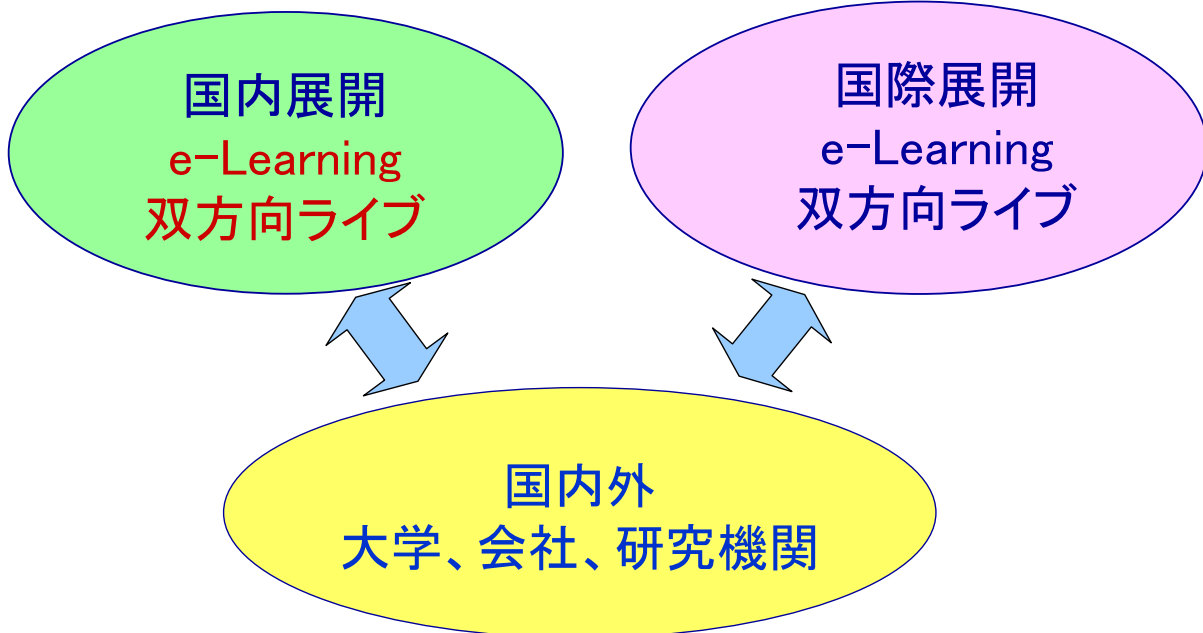 国内展開
e-Learning
双方向ライブ
国際展開
e-Learning
双方向ライブ
国内外
大学、会社、研究機関